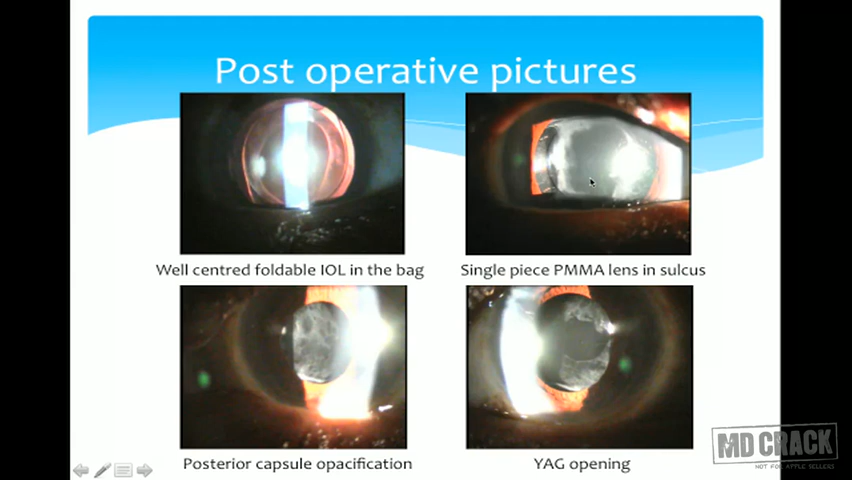 Post operative pictures
Well centred foldable IOL in the bag
Single piece PMMA lens in sulcus
Posterior capsule opacification
YAG opening
MD CRACK
NOT FOR APPLE SELLERS